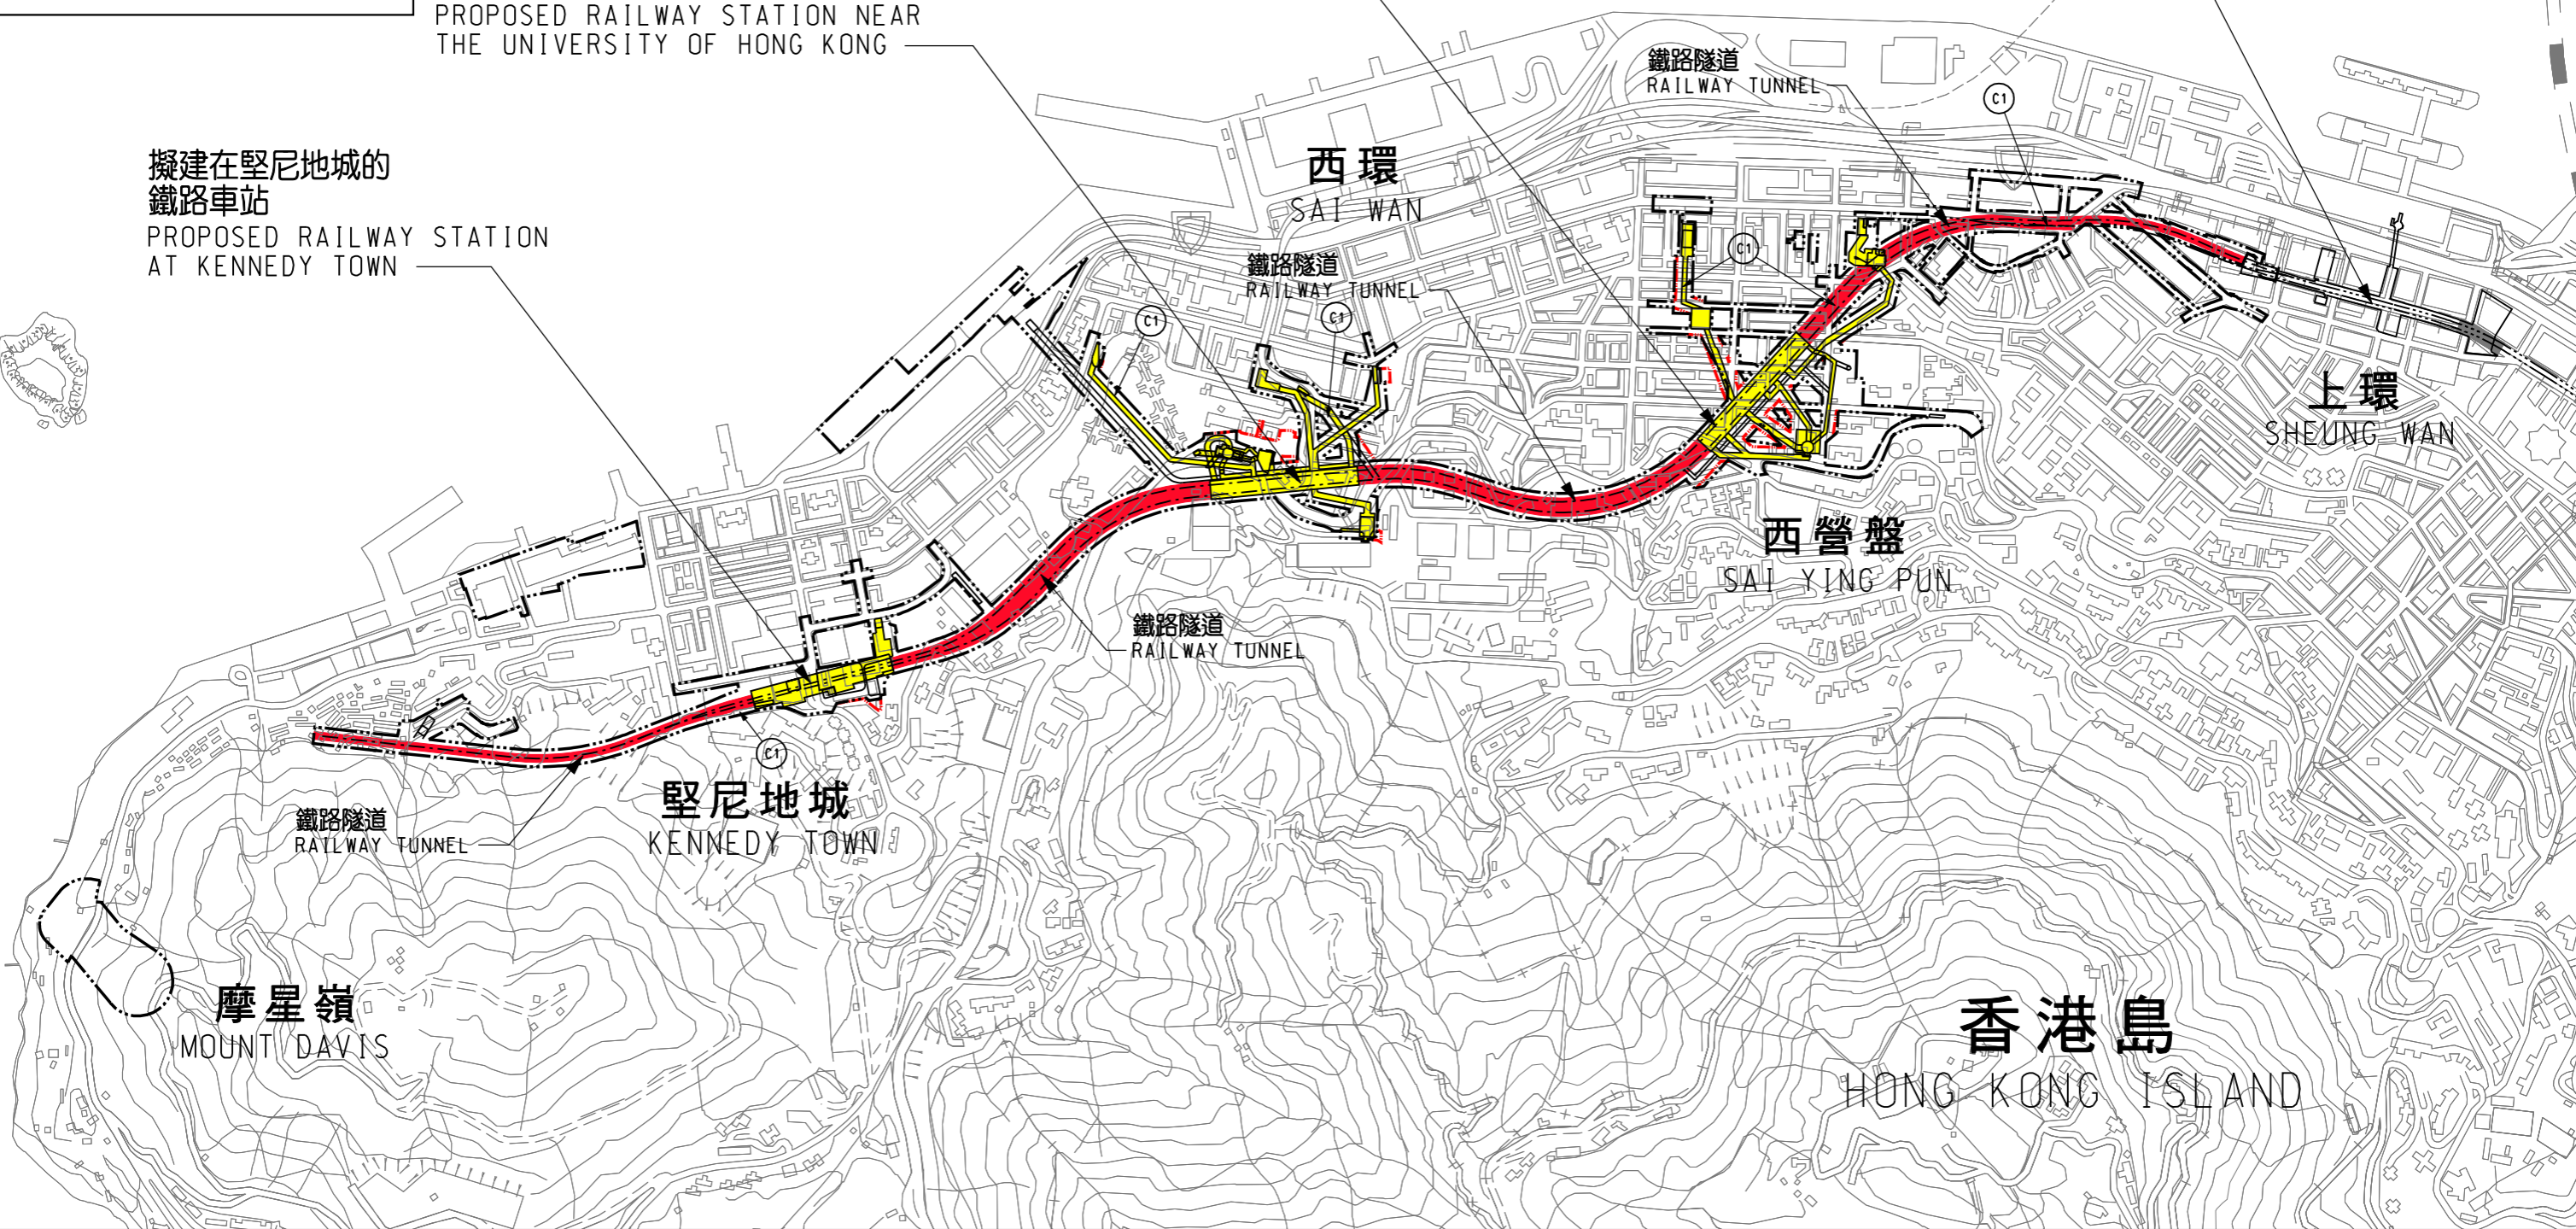 PROPOSED RAILWAY STATION NEAR
THE UNIVERSITY OF HONG KONG
擬建在堅尼地城的
鐵路車站
PROPOSED RAILWAY STATION
AT KENNEDY TOWN
鐵路隧道
RAILWAY TUNNEL
C1
西環
SAI WAN
鐵路隧道
RAILWAY TUNNEL
C1
C1
C1
上環
SHEUNG WAN
西營盤
SAI YING PUN
鐵路隧道
RAILWAY TUNNEL
C1
堅尼地城
KENNEDY TOWN
鐵路隧道
RAILWAY TUNNEL
摩星嶺
MOUNT DAVIS
香港島
HONG KONG ISLAND